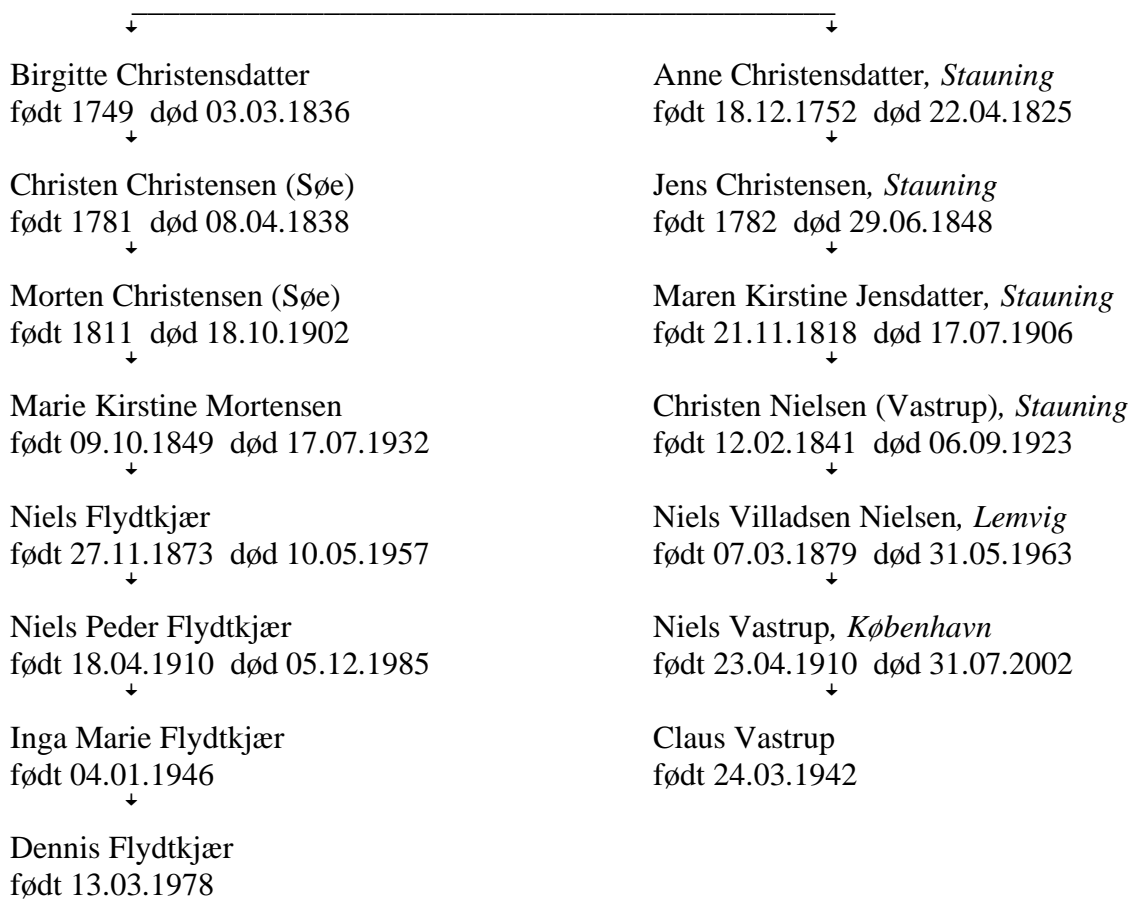 Birgitte Christensdatter
født 1749 død 03.03.1836
Christen Christensen (Søe)
født 1781 død 08.04.1838
Morten Christensen (Søe)
født 1811 død 18.10.1902
Marie Kirstine Mortensen
født 09.10.1849 død 17.07.1932
Niels Flydtkjær
født 27.11.1873 død 10.05.1957
Niels Peder Flydtkjær
født 18.04.1910 død 05.12.1985
Inga Marie Flydtkjær
født 04.01.1946
Dennis Flydtkjær
født 13.03.1978
Anne Christensdatter, Stauning
født 18.12.1752 død 22.04.1825
Jens Christensen, Stauning
født 1782 død 29.06.1848
Maren Kirstine Jensdatter, Stauning
født 21.11.1818 død 17.07.1906
Christen Nielsen (Vastrup), Stauning
født 12.02.1841 død 06.09.1923
Niels Villadsen Nielsen, Lemvig
født 07.03.1879 død 31.05.1963
Niels Vastrup, København
født 23.04.1910 død 31.07.2002
Claus Vastrup
født 24.03.1942